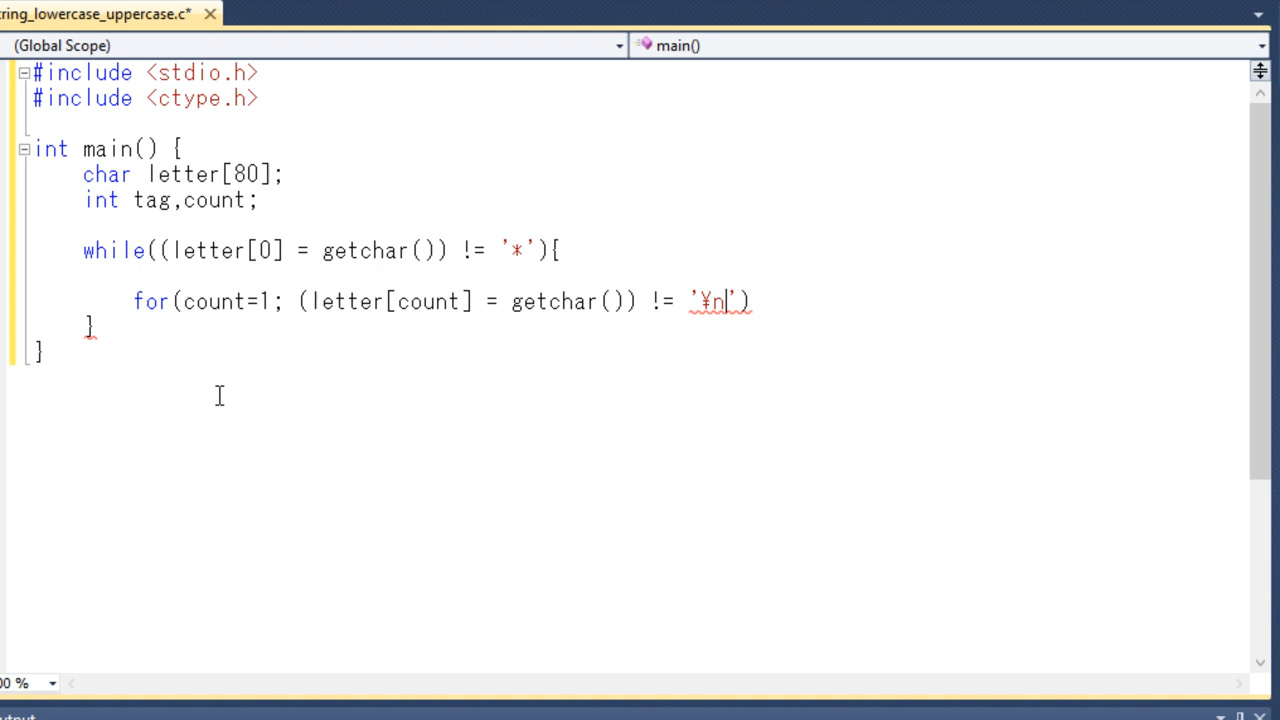 ring_lowercase_uppercase.c*
(Global Scope)
main()
#include <stdio.h>
#include <ctype.h>
int main() {
char letter[80];
int tag,count;
while((letter[0] = getchar()) != '*'){
for(count=1; (letter[count] = getchar()) != '¥n')
}
}
00 %